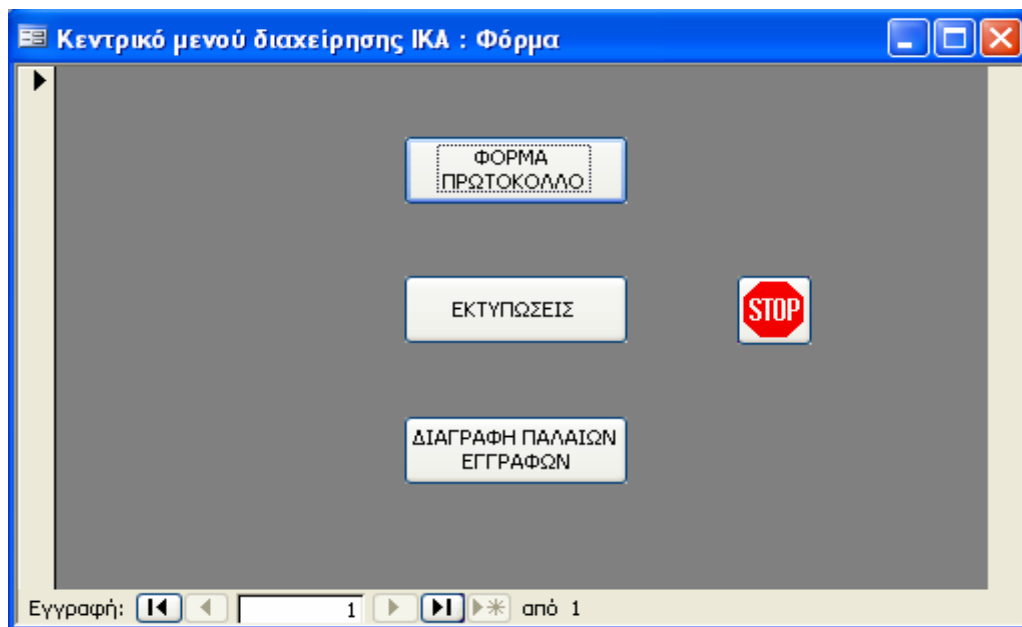 Κεντρικό μενού διαχείρησης ΙΚΑ : Φόρμα
ΦΟΡΜΑ
ΠΡΩΤΟΚΟΛΛΟ
ΕΚΤΥΠΩΣΕΙΣ
STOP
ΔΙΑΓΡΑΦΗ ΠΑΛΑΙΩΝ
ΕΓΓΡΑΦΩΝ
Εγγραφή: 1 από 1